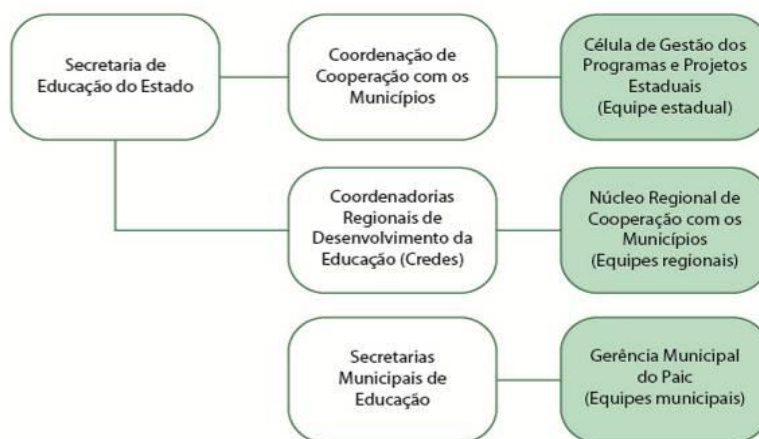 Secretaria de
Educação do Estado
Coordenação de
Cooperação com os
Municípios
Célula de Gestão dos
Programas e Projetos
Estaduais
(Equipe estadual)
Coordenadorias
Regionais de
Desenvolvimento da
Educação (Credes)
Núcleo Regional de
Cooperação com os
Municípios
(Equipes regionais)
Secretarias
Municipais de
Educação
Gerência Municipal
do Paic
(Equipes municipais)